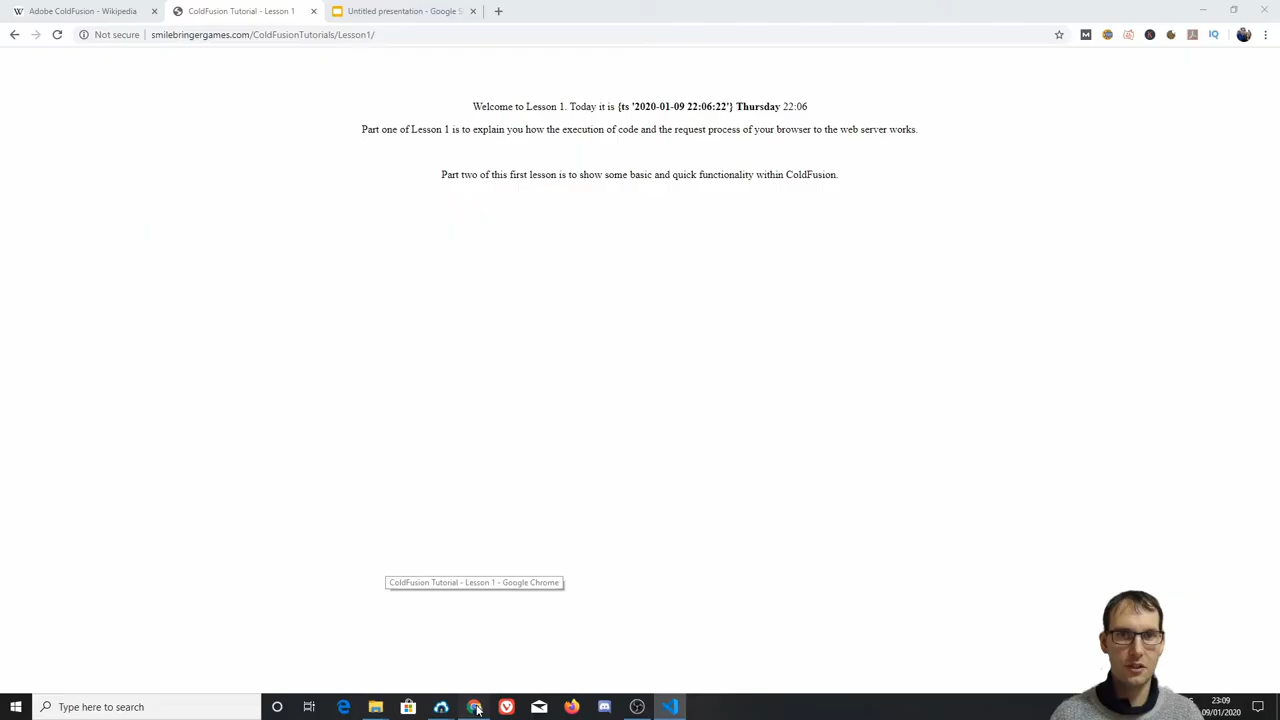 Adobe ColdFusion - Wikipedia
ColdFusion Tutorial - Lesson 1
Untitled presentation - Google S
Not secure
smilebringergames.com/ColdFusionTutorials/Lesson1/
Welcome to Lesson 1. Today it is {ts '2020-01-09 22:06:22'} Thursday 22:06
Part one of Lesson 1 is to explain you how the execution of code and the request process of your browser to the web server works.
Part two of this first lesson is to show some basic and quick functionality within ColdFusion.
ColdFusion Tutorial - Lesson 1 - Google Chrome
Type here to search
23:09
09/01/2020